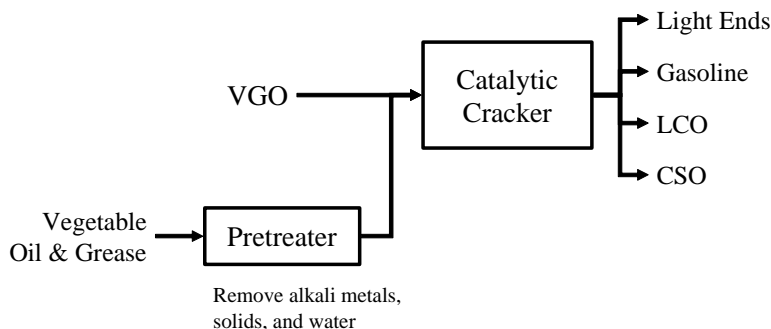 Light Ends
Gasoline
LCO
CSO
Catalytic
Cracker
VGO
Vegetable
Oil & Grease
Pretreater
Remove alkali metals,
solids, and water